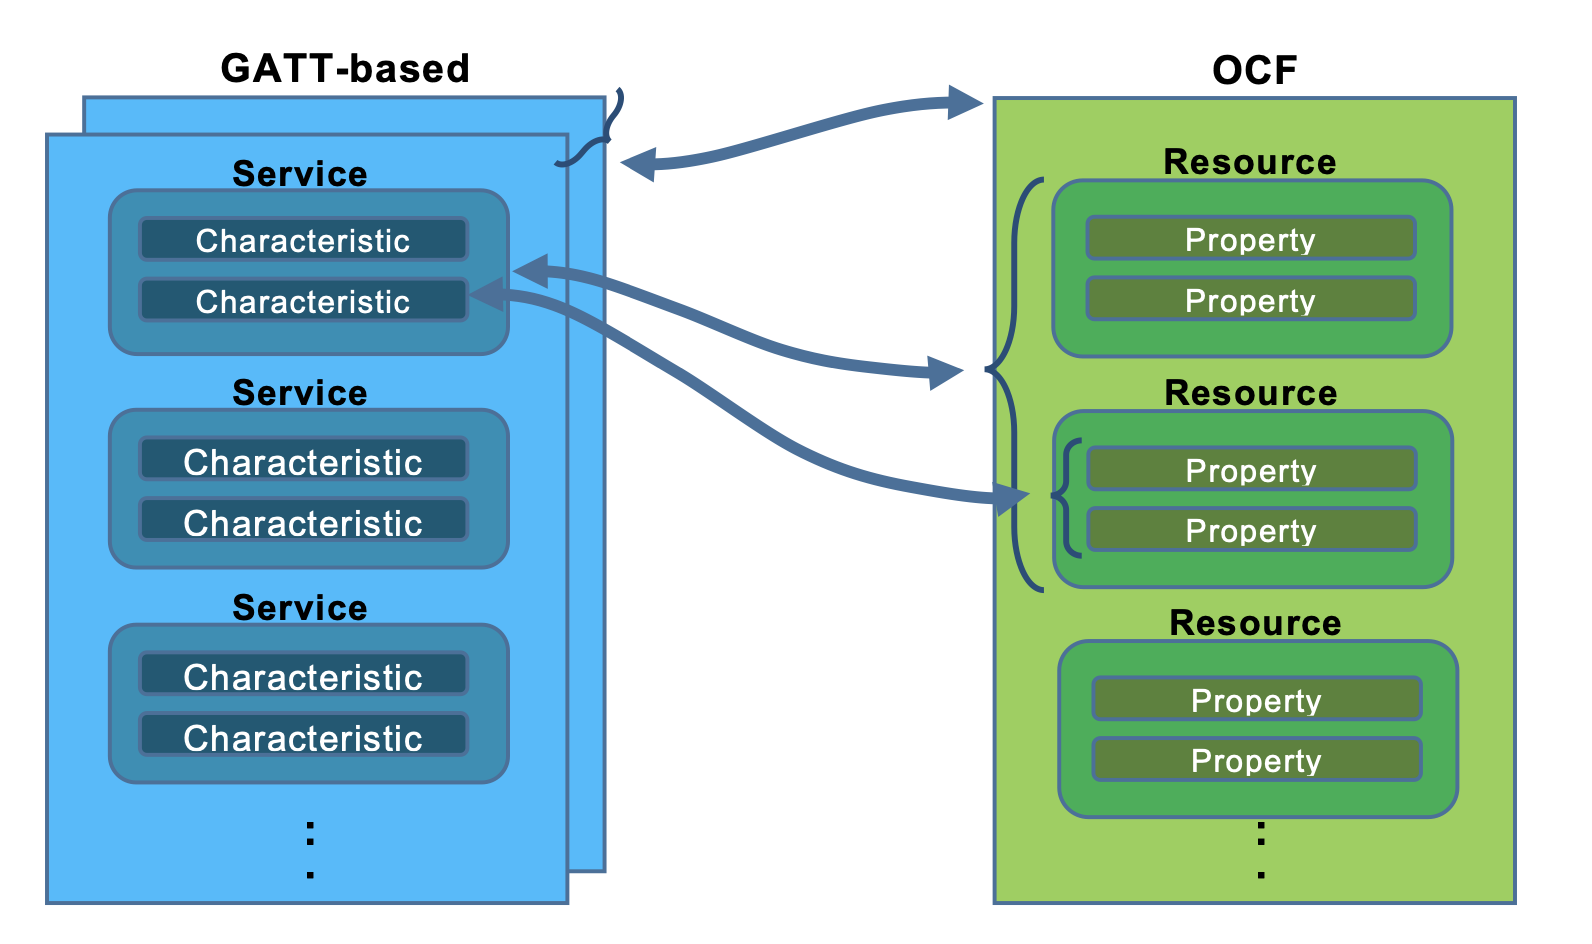 GATT-based
Service
Characteristic
Characteristic
Service
Characteristic
Characteristic
Service
Characteristic
Characteristic
:
.
OCF
Resource
Property
Property
Resource
Property
Property
Resource
Property
Property
:
.